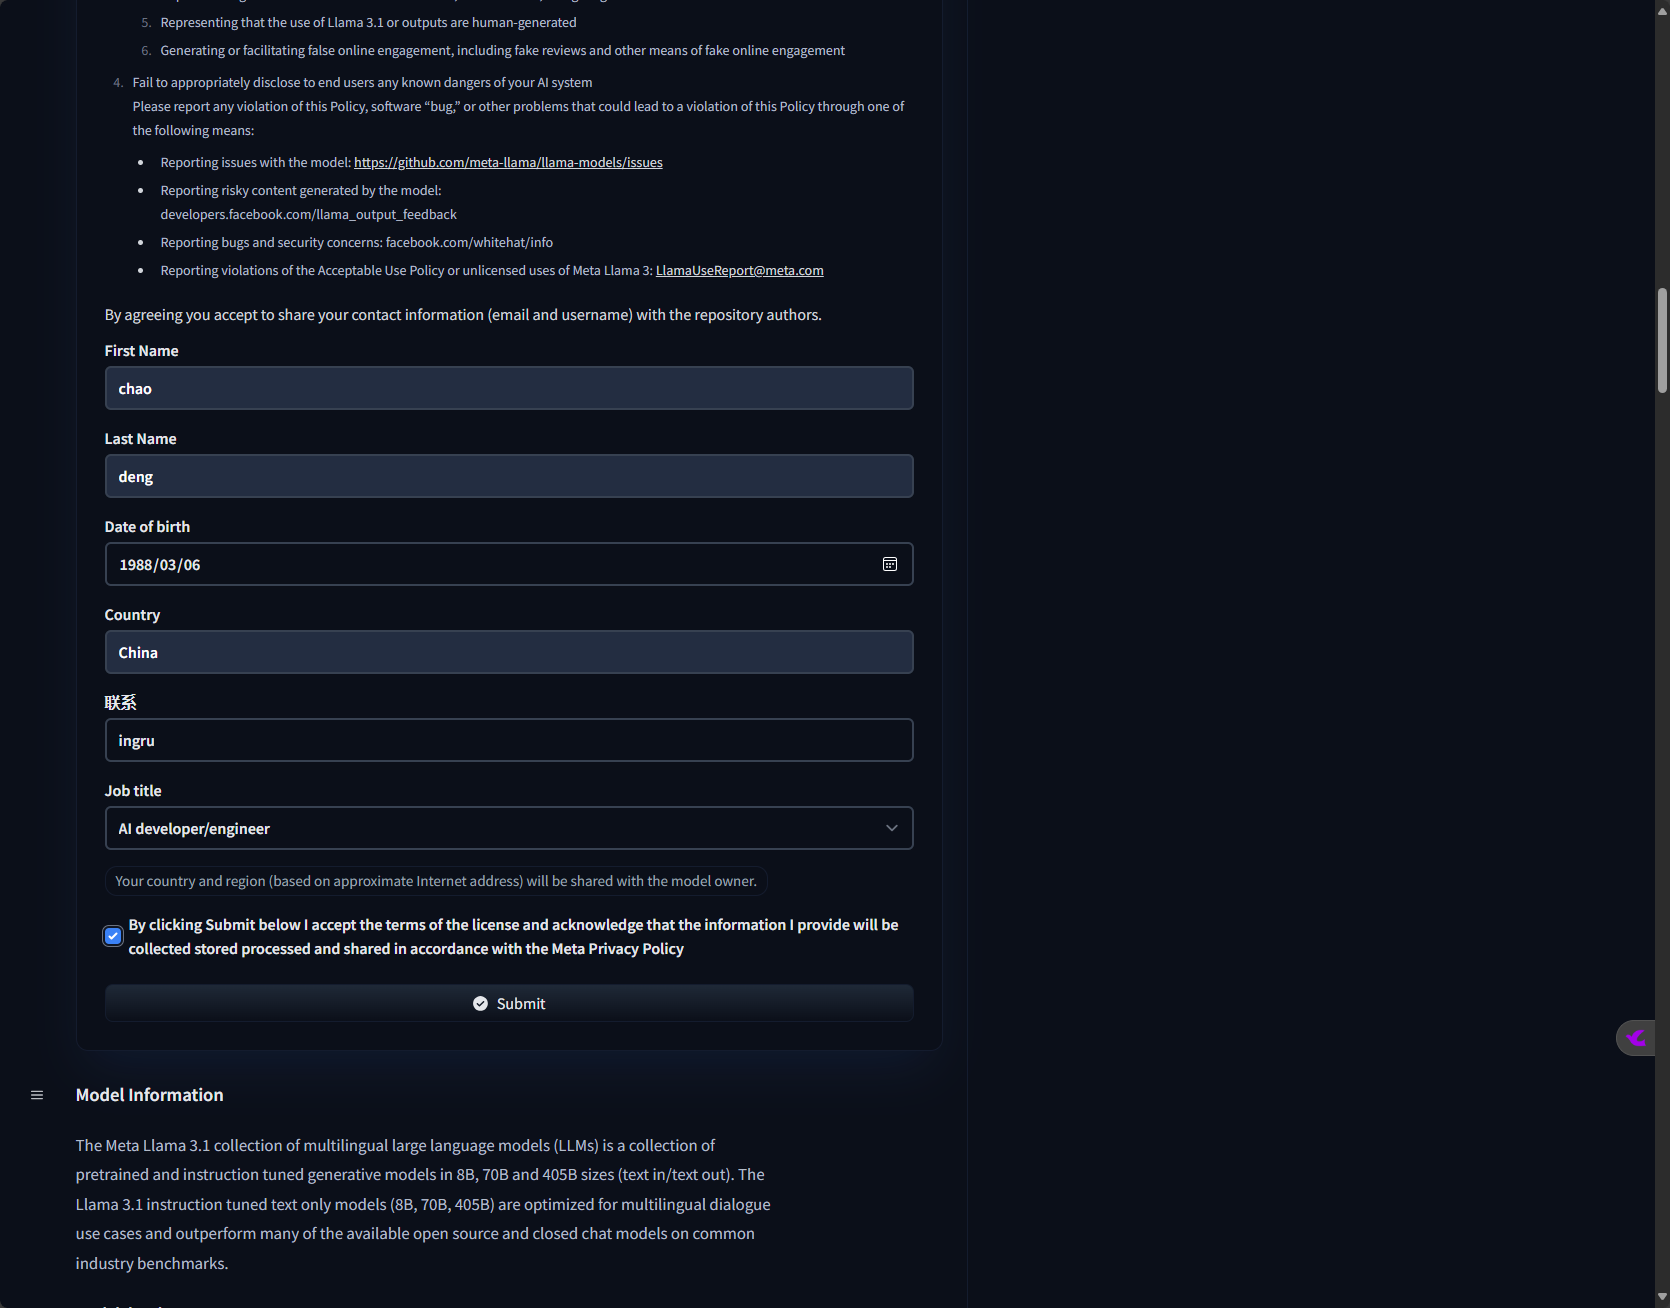 5. Representing that the use of Llama 3.1 or outputs are human-generated
6. Generating or facilitating false online engagement, including fake reviews and other means of fake online engagement
4. Fail to appropriately disclose to end users any known dangers of your AI system
Please report any violation of this Policy, software “bug,” or other problems that could lead to a violation of this Policy through one of
the following means:
• Reporting issues with the model: https://github.com/meta-llama/llama-models/issues
• Reporting risky content generated by the model:
developers.facebook.com/llama_output_feedback
• Reporting bugs and security concerns: facebook.com/whitehat/info
• Reporting violations of the Acceptable Use Policy or unlicensed uses of Meta Llama 3: LlamaUseReport@meta.com
By agreeing you accept to share your contact information (email and username) with the repository authors.
First Name
chao
Last Name
deng
Date of birth
1988/03/06
Country
China
联系
ingru
Job title
AI developer/engineer
Your country and region (based on approximate Internet address) will be shared with the model owner.
By clicking Submit below I accept the terms of the license and acknowledge that the information I provide will be
collected stored processed and shared in accordance with the Meta Privacy Policy
Submit
Model Information
The Meta Llama 3.1 collection of multilingual large language models (LLMs) is a collection of
pretrained and instruction tuned generative models in 8B, 70B and 405B sizes (text in/text out). The
Llama 3.1 instruction tuned text only models (8B, 70B, 405B) are optimized for multilingual dialogue
use cases and outperform many of the available open source and closed chat models on common
industry benchmarks.